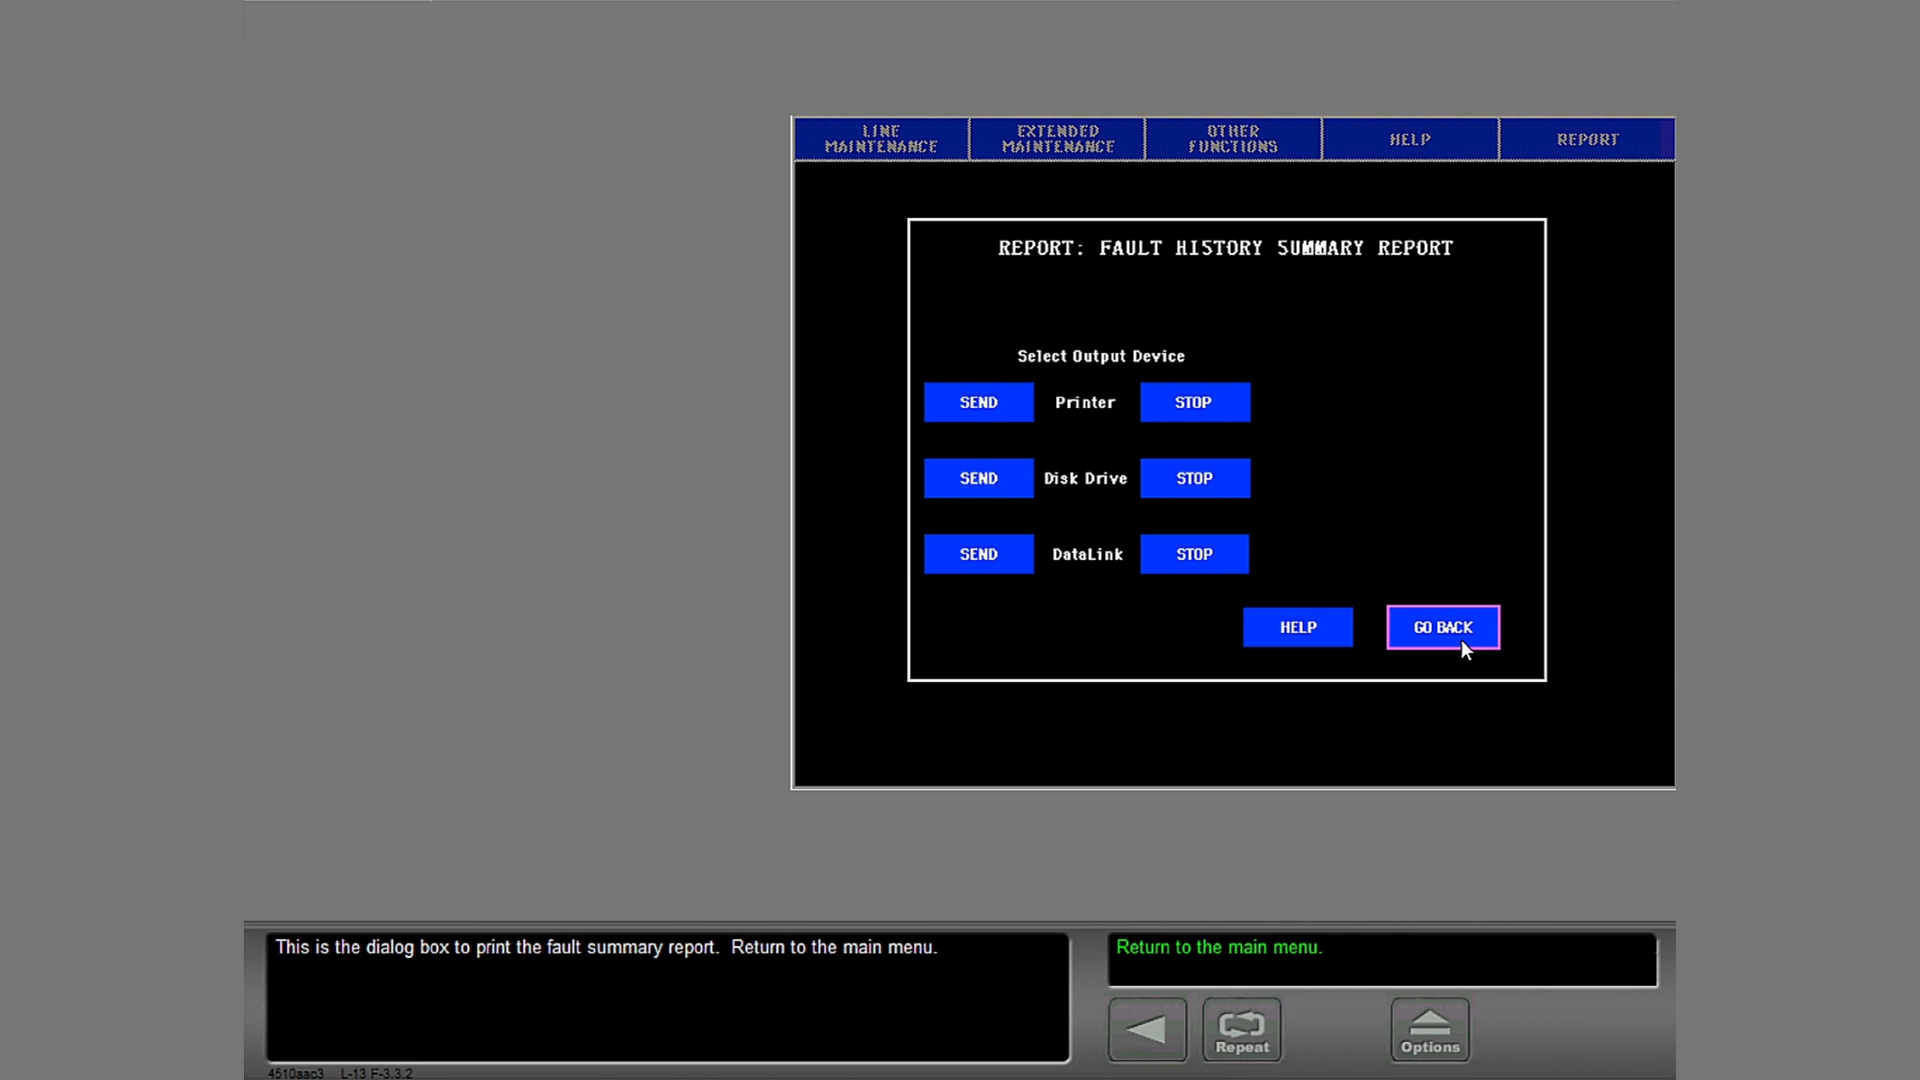 LINE
MAINTENANCE
EXTENDED
MAINTENANCE
OTHER
FUNCTIONS
HELP
REPORT
REPORT: FAULT HISTORY SUMMARY REPORT
Select Output Device
SEND Printer STOP
SEND Disk Drive STOP
SEND DataLink STOP
HELP GO BACK
This is the dialog box to print the fault summary report. Return to the main menu.
Return to the main menu.
Repeat
Options
4510aac3 L-13 F-3.3.2